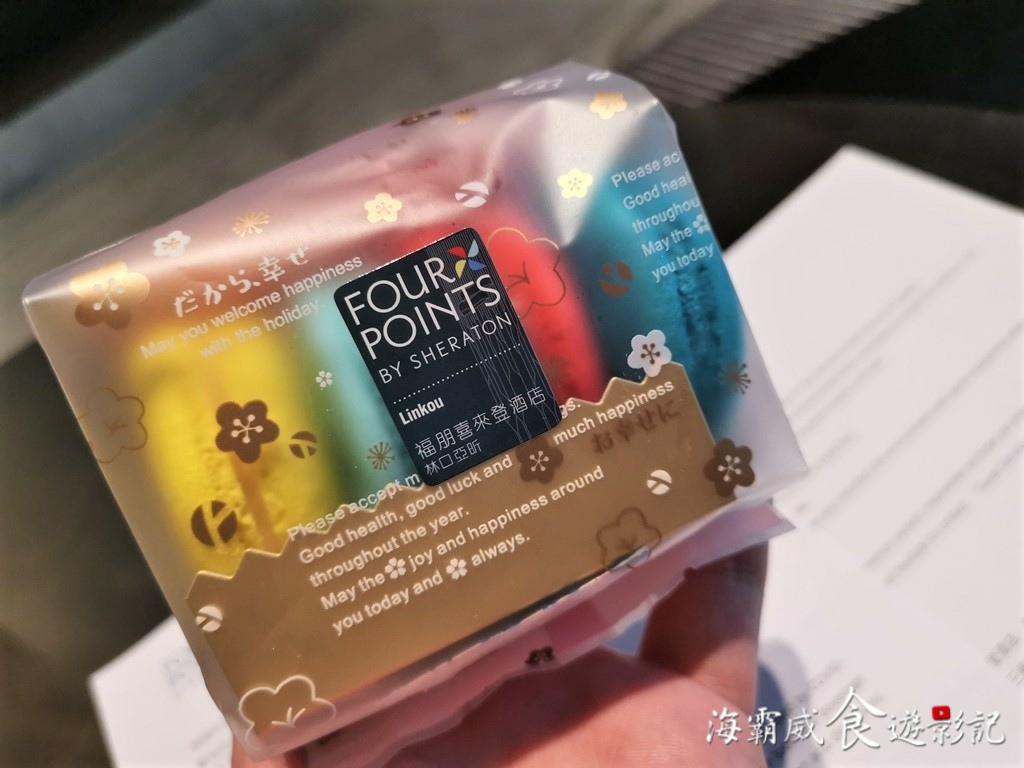 だから、幸せ
May you welcome happiness
with the holiday
FOUR
POINTS
BY SHERATON
Linkou
福朋喜來登酒店
林口亞昕
Please ac
Good heal
throughou
May the
you today
gs.
お幸せに
Please accept m
Good health, good luck and much happiness
throughout the year.
May the joy and happiness around
you today and always.
海霸威食遊影記